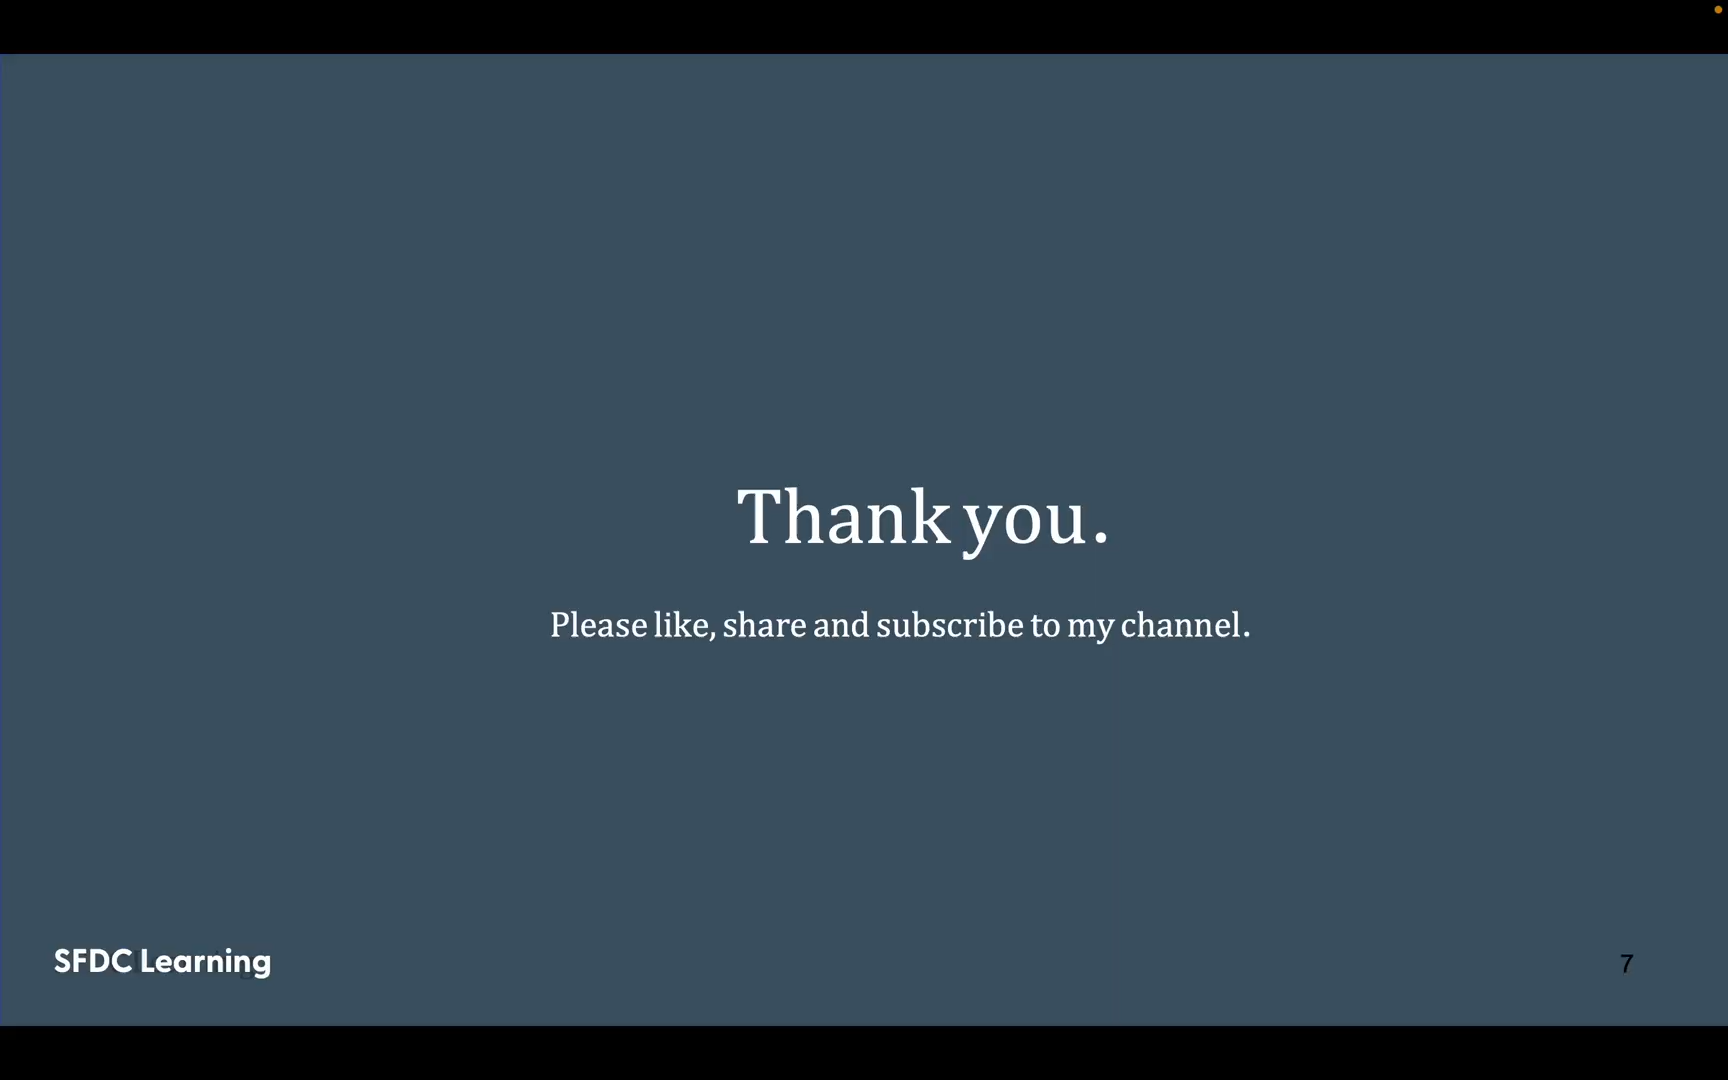 Thank you.
Please like, share and subscribe to my channel.
SFDC Learning
7